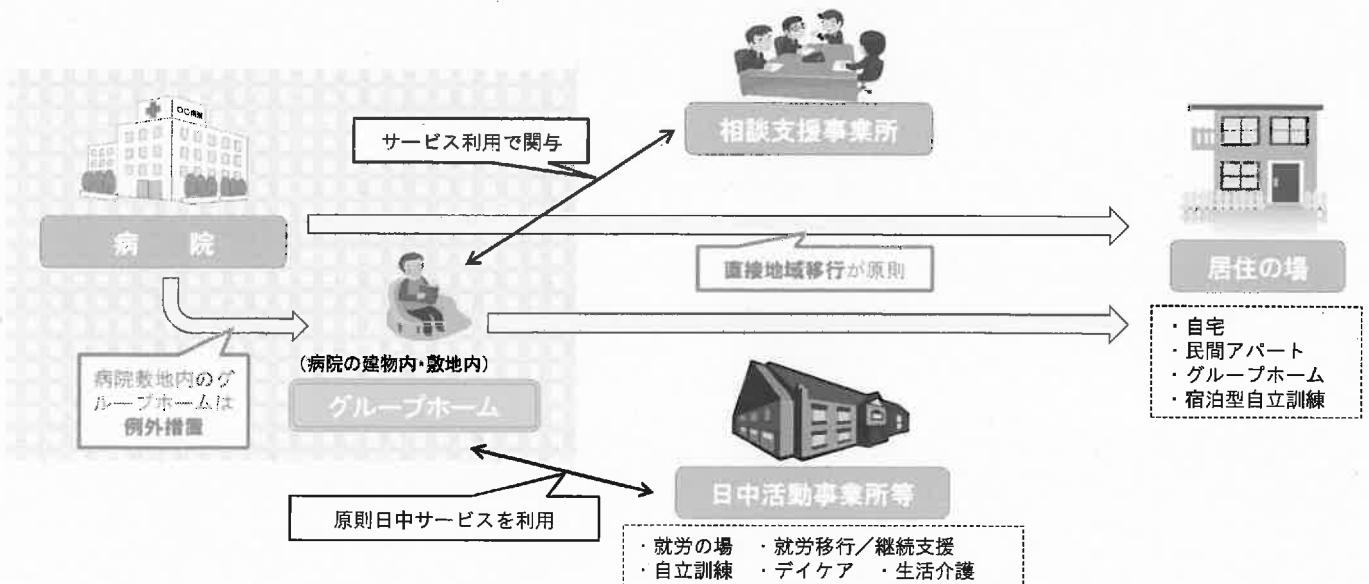 サービス利用で関与
相談支援事業所
病 院
直接地域移行が原則
居住の場
・自宅
・民間アパート
・グループホーム
・宿泊型自立訓練
(病院の建物内・敷地内)
グループホーム
病院敷地内のグ
ループホームは
例外措置
原則日中サービスを利用
日中活動事業所等
・就労の場 ・就労移行/継続支援
・自立訓練 ・デイケア ・生活介護